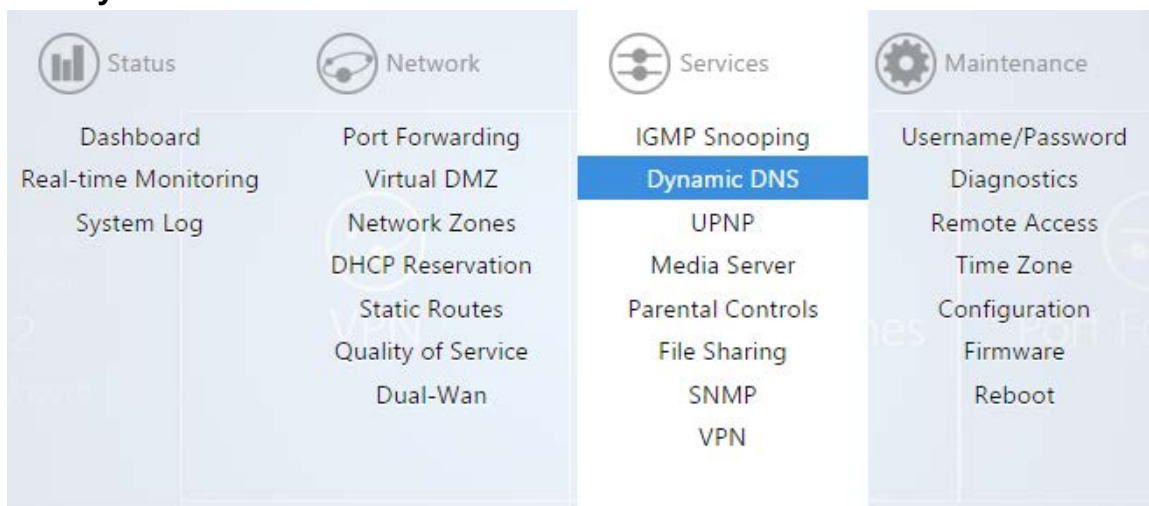 Status
Dashboard
Real-time Monitoring
System Log
Network
Port Forwarding
Virtual DMZ
Network Zones
DHCP Reservation
Static Routes
Quality of Service
Dual-Wan
Services
IGMP Snooping
Dynamic DNS
UPNP
Media Server
Parental Controls
File Sharing
SNMP
VPN
Maintenance
Username/Password
Diagnostics
Remote Access
Time Zone
Configuration
Firmware
Reboot
VPN